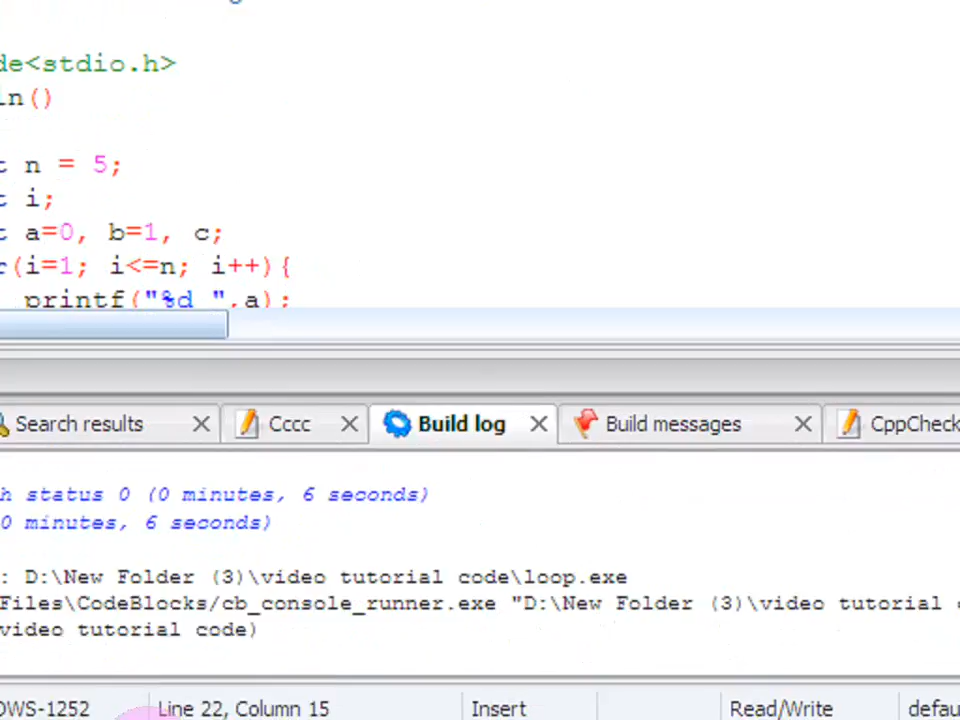 de<stdio.h>
in()
t n = 5;
t i;
t a=0, b=1, c;
r(i=1; i<=n; i++){
printf("%d ",a);
Search results
Cccc
Build log
Build messages
CppCheck
h status 0 (0 minutes, 6 seconds)
0 minutes, 6 seconds)
: D:\New Folder (3)\video tutorial code\loop.exe
Files\CodeBlocks/cb_console_runner.exe "D:\New Folder (3)\video tutorial c
video tutorial code)
OWS-1252
Line 22, Column 15
Insert
Read/Write
defau